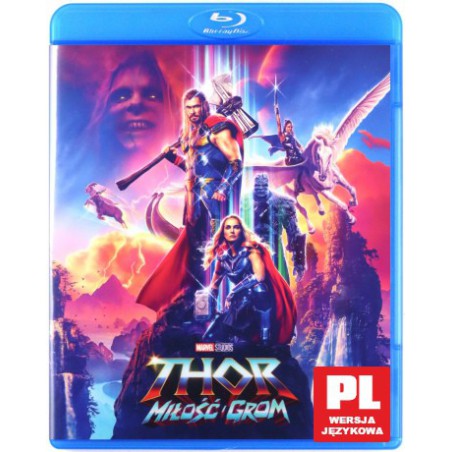 Blu-ray Disc
MARVEL STUDIOS
THOR
MIŁOŚĆ I GROM
PL
WERSJA
JĘZYKOWA